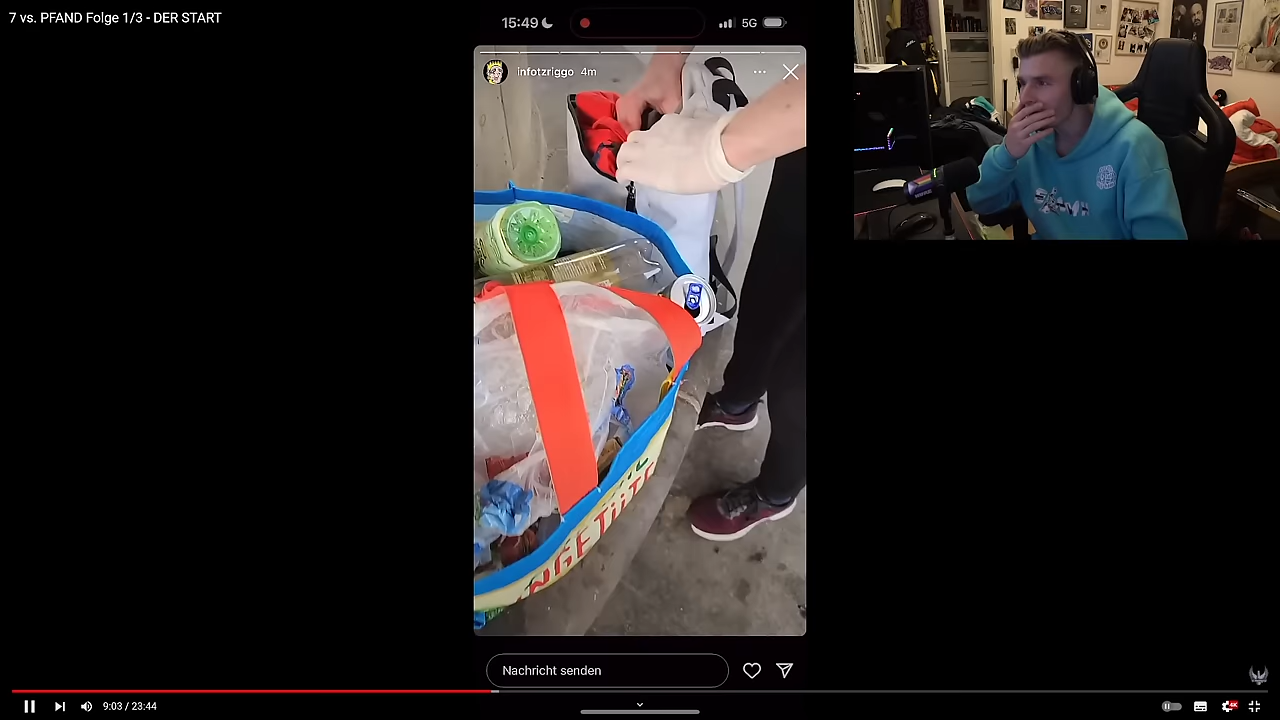 7 vs. PFAND Folge 1/3 - DER START
15:49
5G
infotzriggo 4m
NGETÜTE
Nachricht senden
9:03 / 23:44